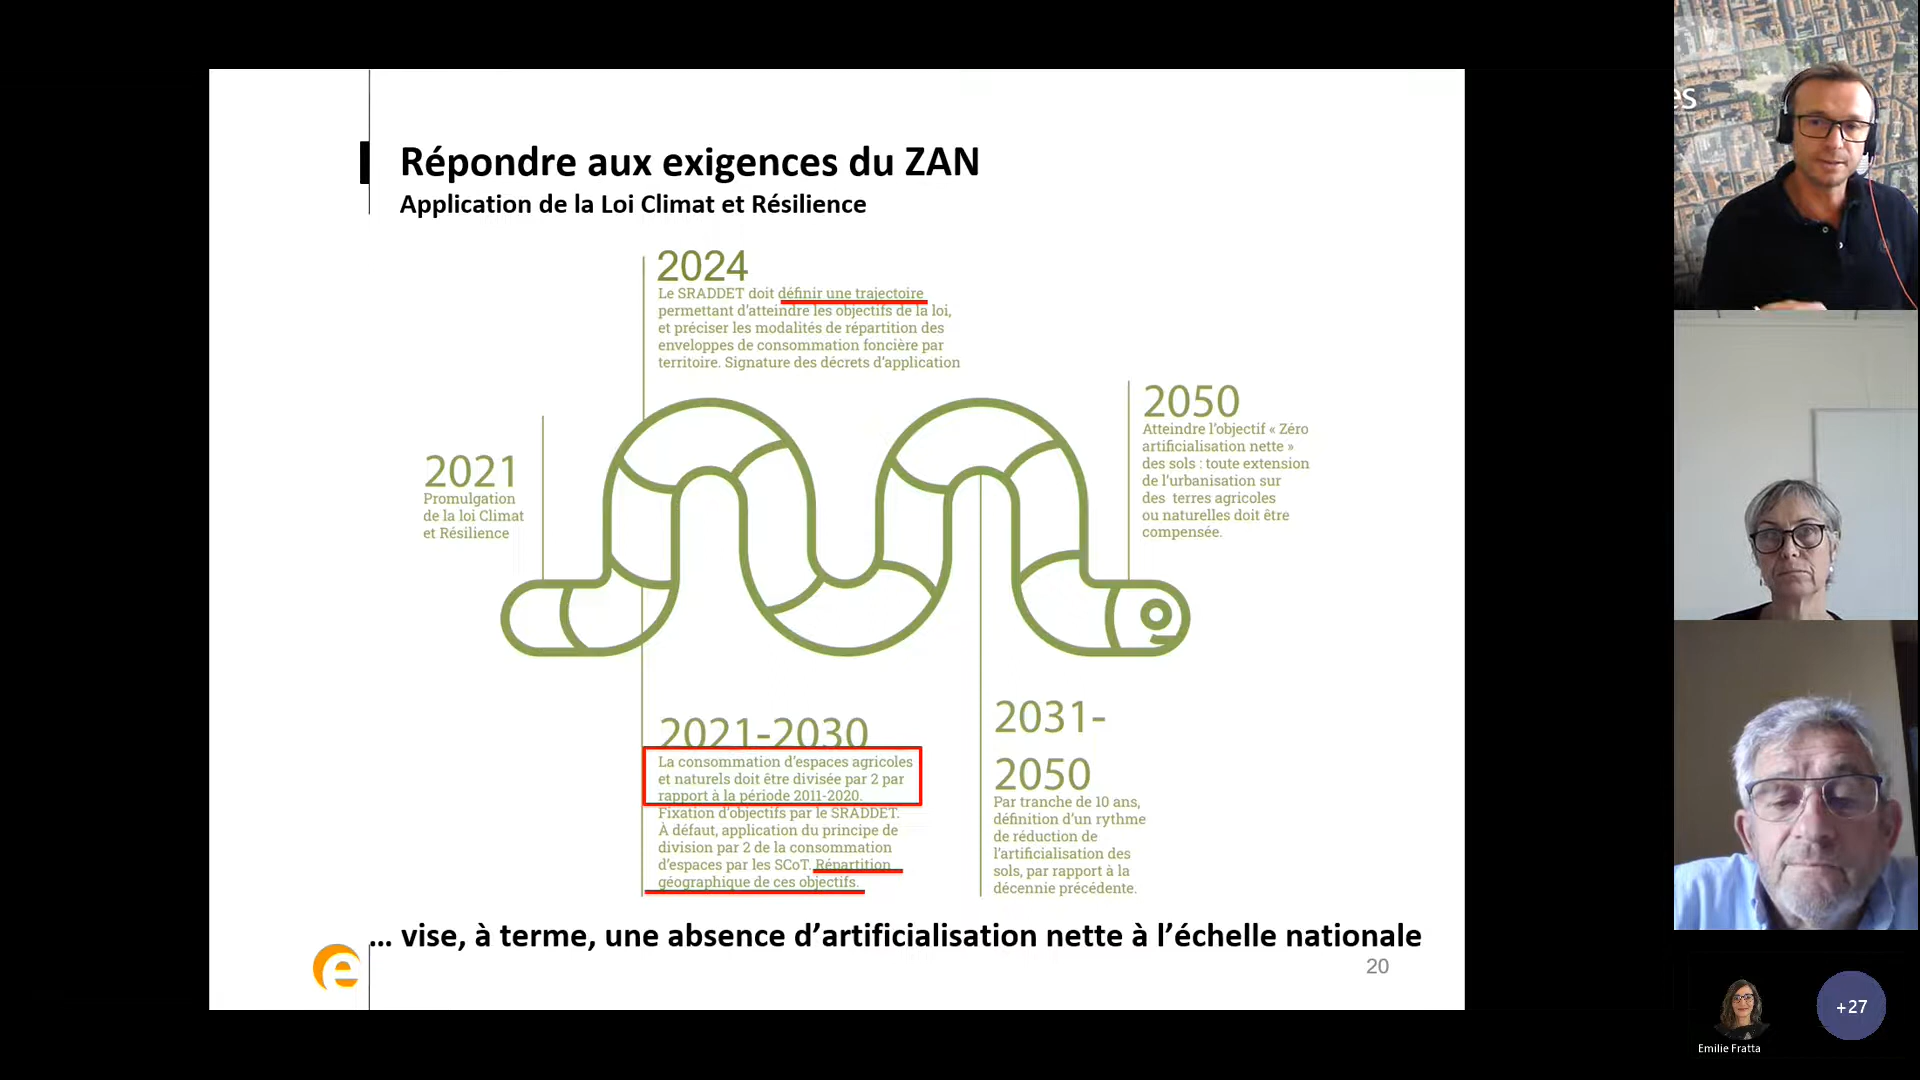 Répondre aux exigences du ZAN
Application de la Loi Climat et Résilience
2024
Le SRADDET doit définir une trajectoire
permettant d'atteindre les objectifs de la loi,
et préciser les modalités de répartition des
enveloppes de consommation foncière par
territoire. Signature des décrets d'application
2050
Atteindre l'objectif « Zéro
artificialisation nette »
des sols : toute extension
de l'urbanisation sur
des terres agricoles
ou naturelles doit être
compensée.
2021
Promulgation
de la loi Climat
et Résilience
2021-2030
La consommation d'espaces agricoles
et naturels doit être divisée par 2 par
rapport à la période 2011-2020.
Fixation d'objectifs par le SRADDET.
À défaut, application du principe de
division par 2 de la consommation
d'espaces par les SCoT. Répartition
géographique de ces objectifs.
2031-
2050
Par tranche de 10 ans,
définition d'un rythme
de réduction de
l'artificialisation des
sols, par rapport à la
décennie précédente.
... vise, à terme, une absence d'artificialisation nette à l'échelle nationale
20
es
+27
Emilie Fratta